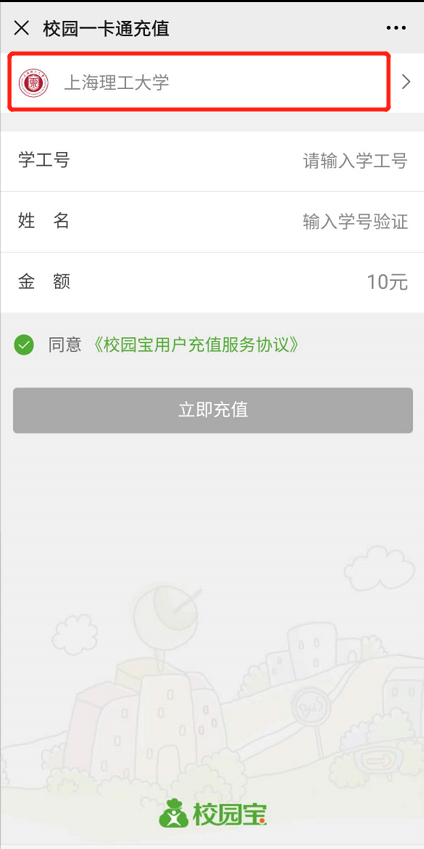 校园一卡通充值
上海理工大学
学工号 请输入学工号
姓 名 输入学号验证
金 额 10元
同意《校园宝用户充值服务协议》
立即充值
校园宝